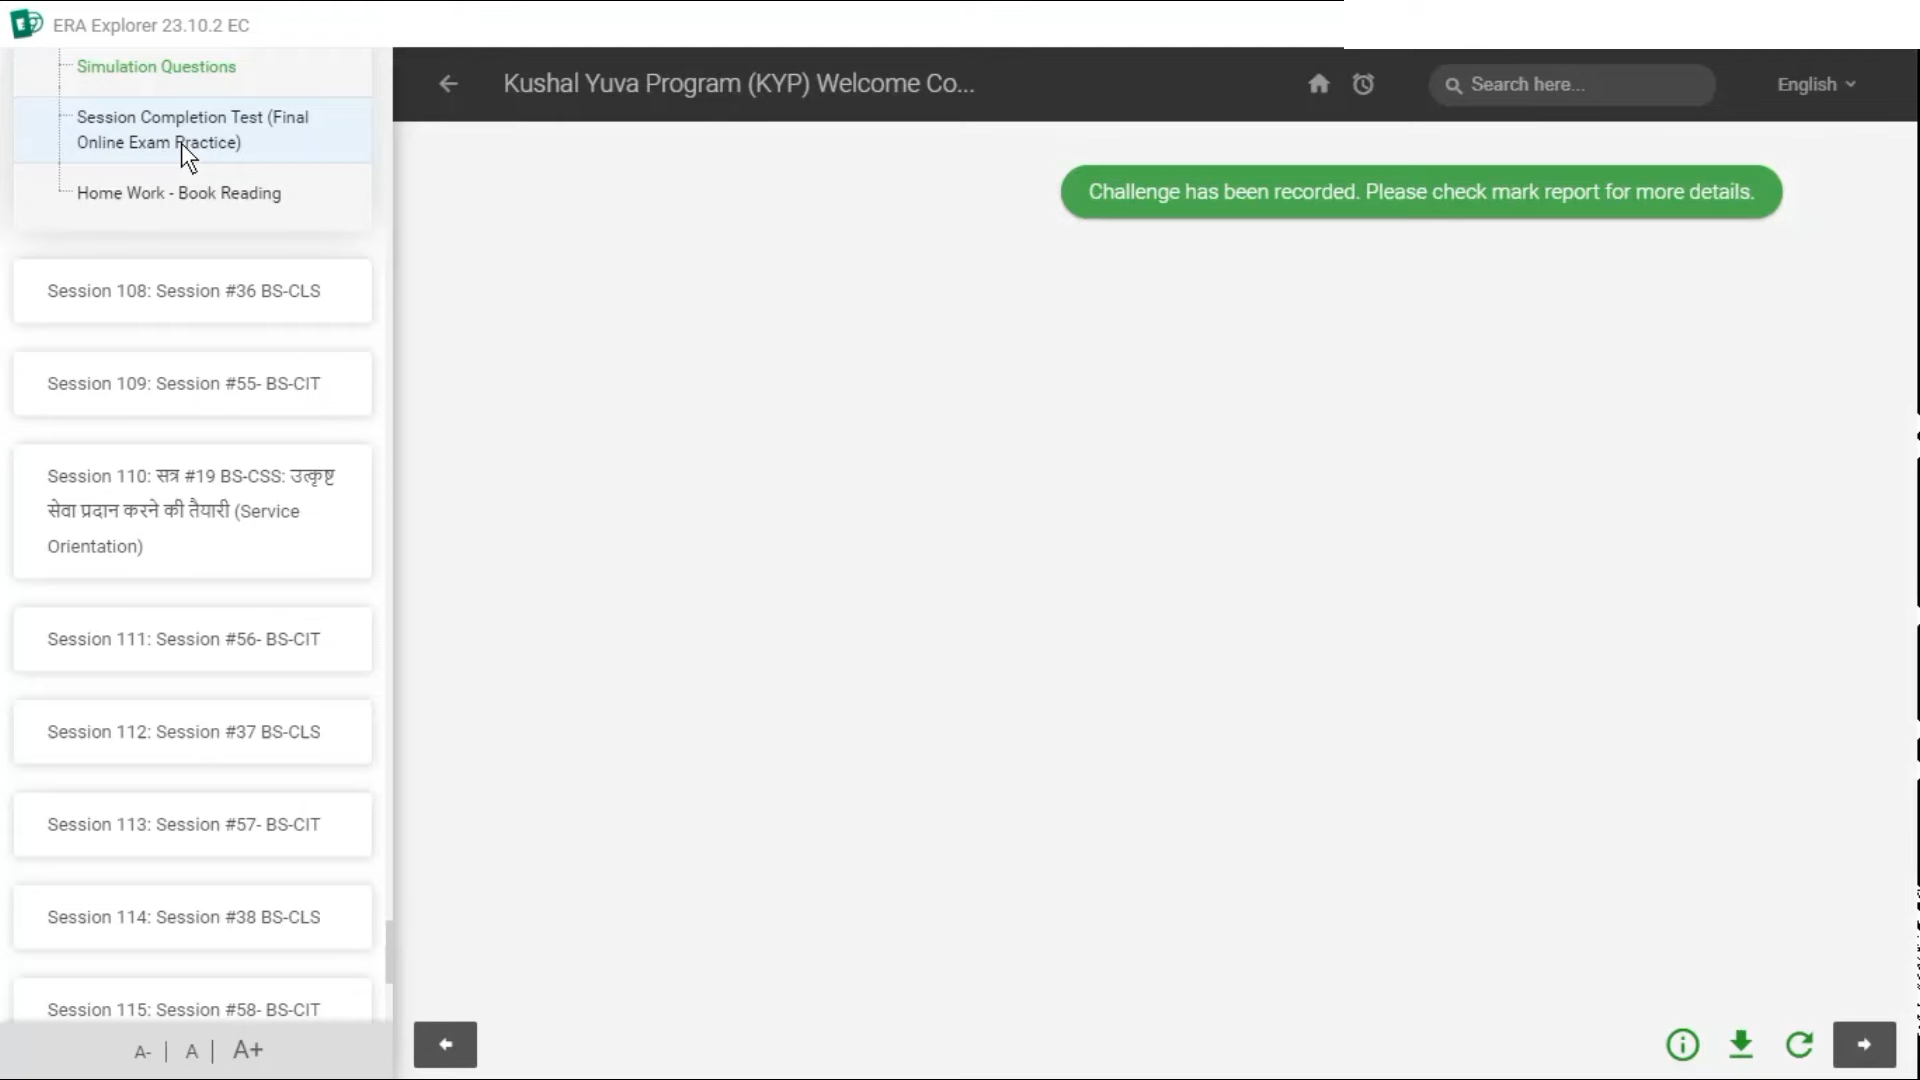 ERA Explorer 23.10.2 EC
Simulation Questions
Session Completion Test (Final
Online Exam Practice)
Home Work - Book Reading
Session 108: Session #36 BS-CLS
Session 109: Session #55- BS-CIT
Session 110: सत्र #19 BS-CSS: उत्कृष्ट
सेवा प्रदान करने की तैयारी (Service
Orientation)
Session 111: Session #56- BS-CIT
Session 112: Session #37 BS-CLS
Session 113: Session #57- BS-CIT
Session 114: Session #38 BS-CLS
Session 115: Session #58- BS-CIT
A- | A | A+
Kushal Yuva Program (KYP) Welcome Co...
Search here...
English
Challenge has been recorded. Please check mark report for more details.